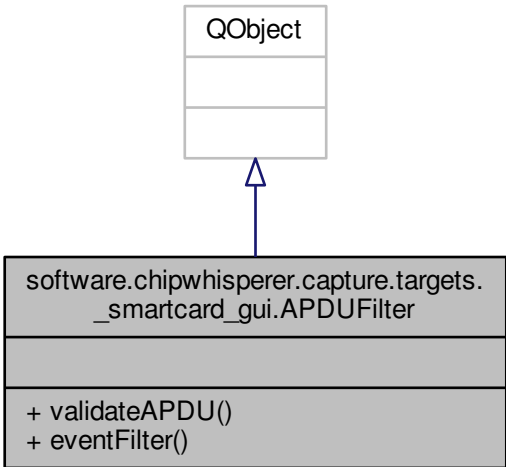 QObject
software.chipwhisperer.capture.targets.
_smartcard_gui.APDUFilter
+ validateAPDU()
+ eventFilter()